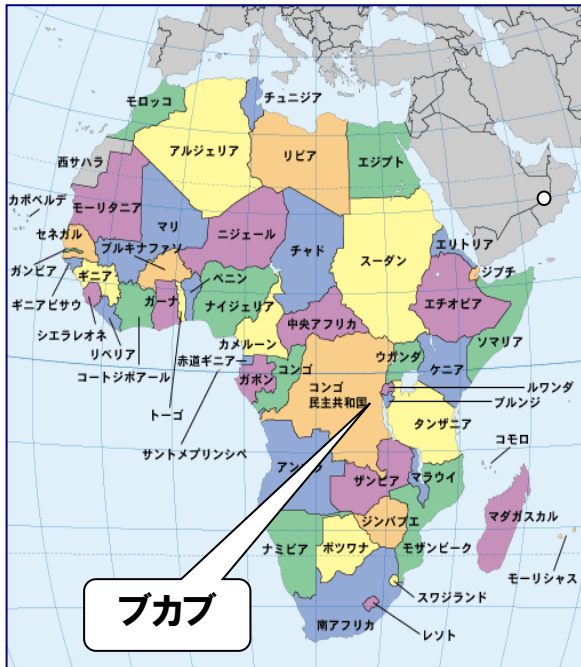 チュニジア
モロッコ
アルジェリア
リビア
エジプト
西サハラ
カボベルデ
モーリタニア
マリ
ニジェール
チャド
スーダン
エリトリア
セネガル
ブルキナファソ
ジブチ
ガンビア
ギニア
ベニン
エチオピア
ギニアビサウ
ガーナ
ナイジェリア
中央アフリカ
ソマリア
シエラレオネ
カメルーン
リベリア
赤道ギニアー
コンゴ
ウガンダ
ケニア
コートジボアール
ガボン
コンゴ
民主共和国
ルワンダ
ブルンジ
トーゴ
タンザニア
サントメプリンシペ
コモロ
ザンビア
マラウイ
マダガスカル
ジンバブエ
ナミビア
ボツワナ
モザンビーク
モーリシャス
ブカブ
スワジランド
南アフリカ
レソト